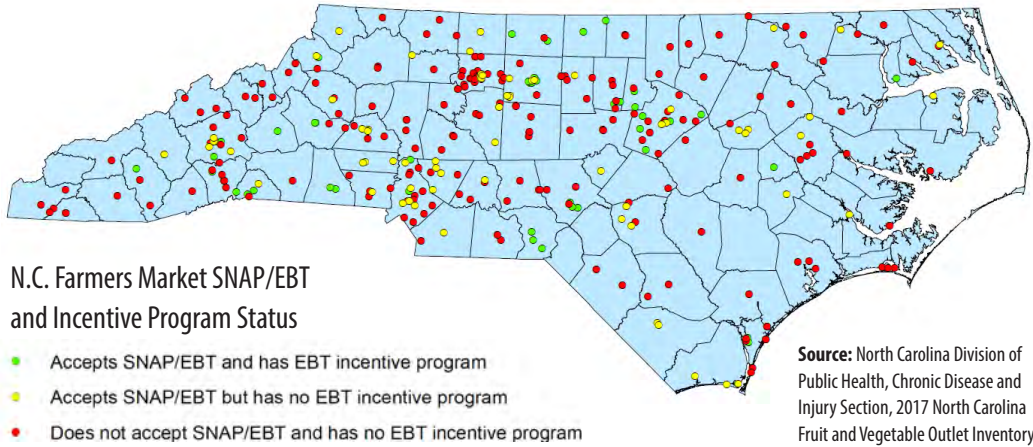 N.C. Farmers Market SNAP/EBT
and Incentive Program Status
Accepts SNAP/EBT and has EBT incentive program
Accepts SNAP/EBT but has no EBT incentive program
Does not accept SNAP/EBT and has no EBT incentive program
Source: North Carolina Division of
Public Health, Chronic Disease and
Injury Section, 2017 North Carolina
Fruit and Vegetable Outlet Inventory